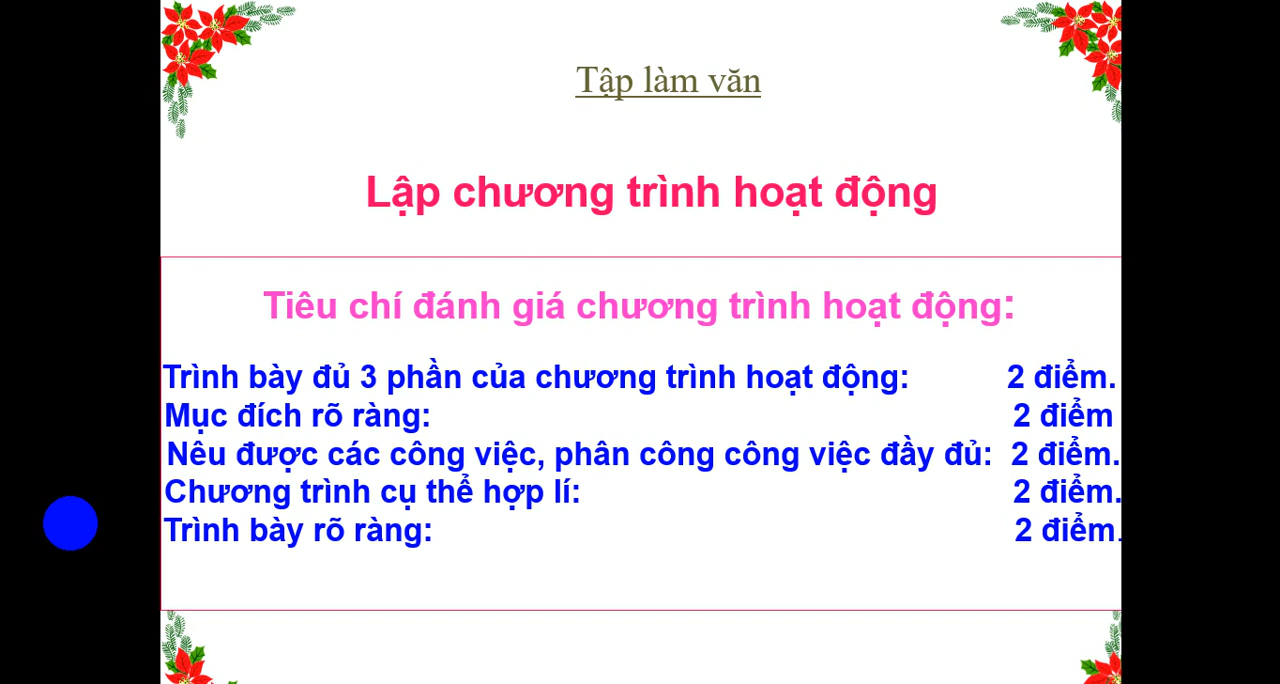 Tập làm văn
Lập chương trình hoạt động
Tiêu chí đánh giá chương trình hoạt động:
Trình bày đủ 3 phần của chương trình hoạt động: 2 điểm.
Mục đích rõ ràng: 2 điểm
Nêu được các công việc, phân công công việc đầy đủ: 2 điểm.
Chương trình cụ thể hợp lí: 2 điểm.
Trình bày rõ ràng: 2 điểm.